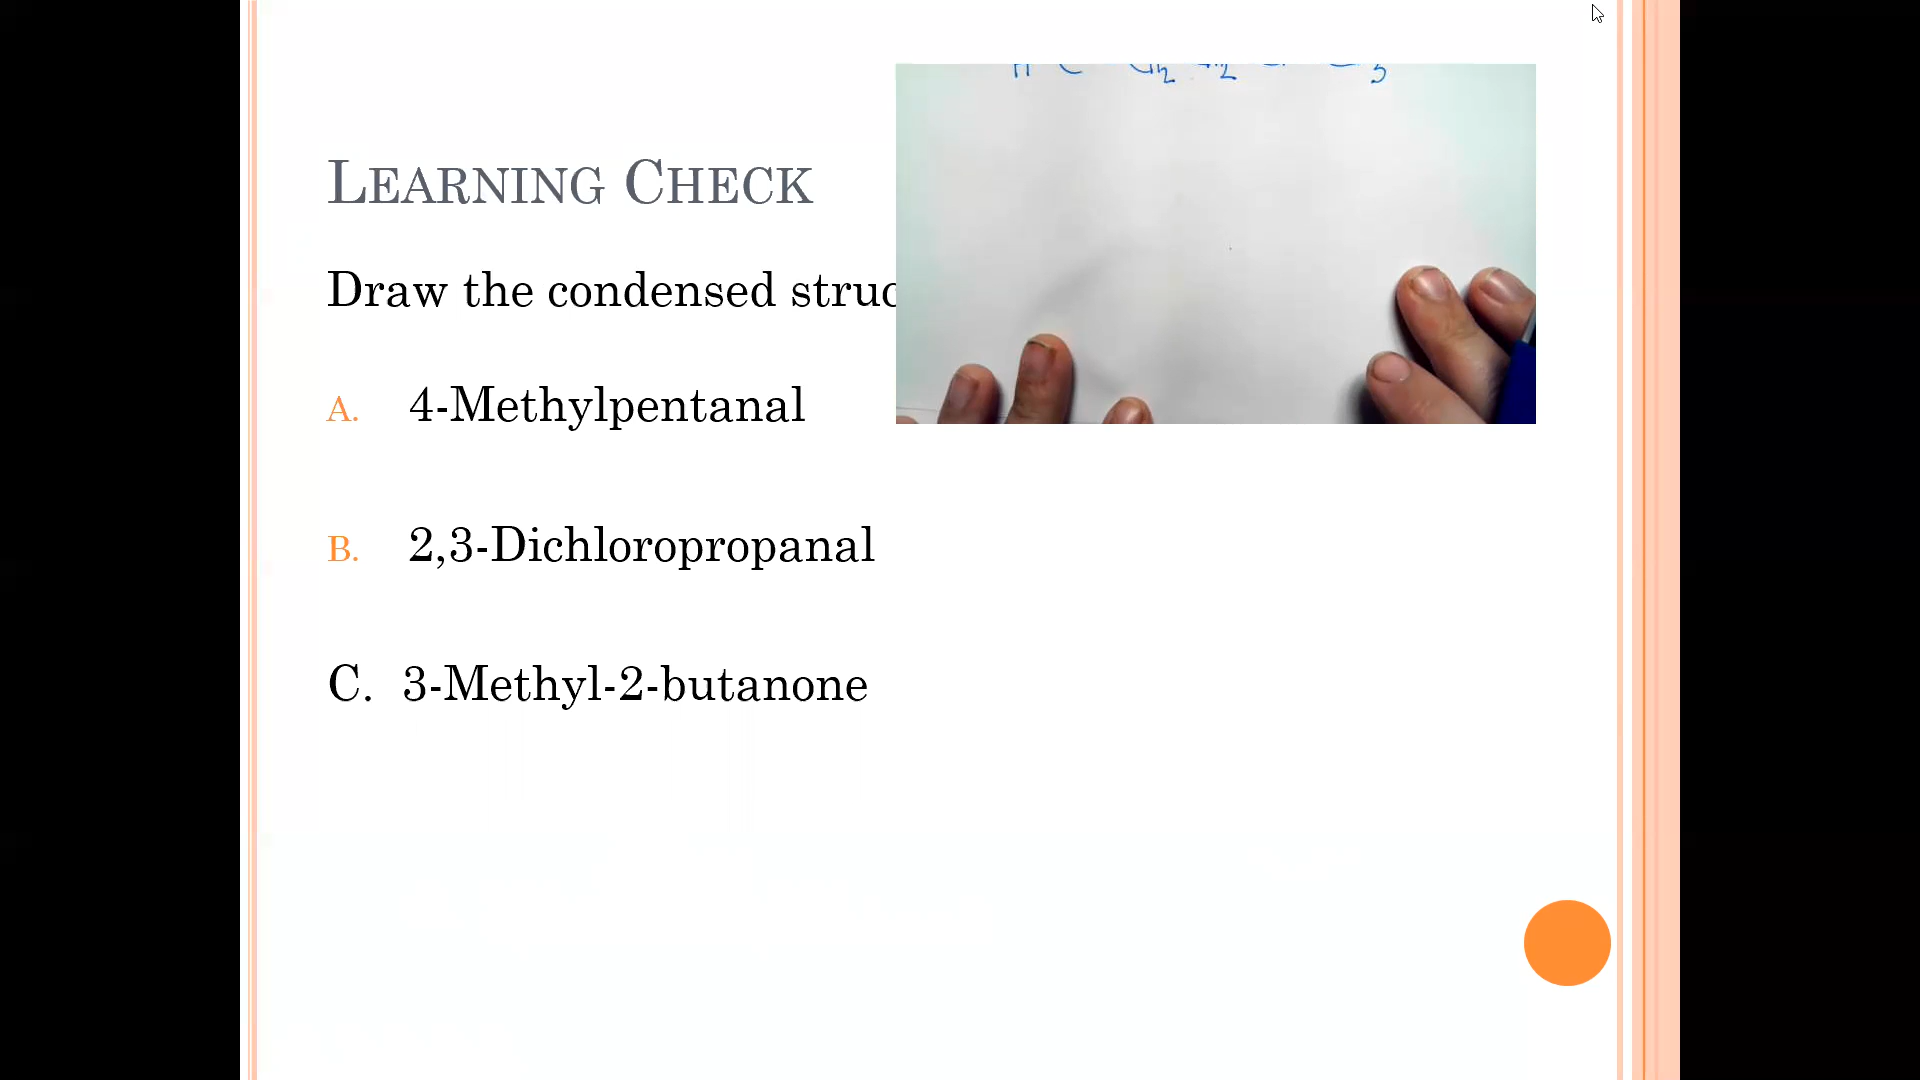 LEARNING CHECK
Draw the condensed struc
A. 4-Methylpentanal
B. 2,3-Dichloropropanal
C. 3-Methyl-2-butanone